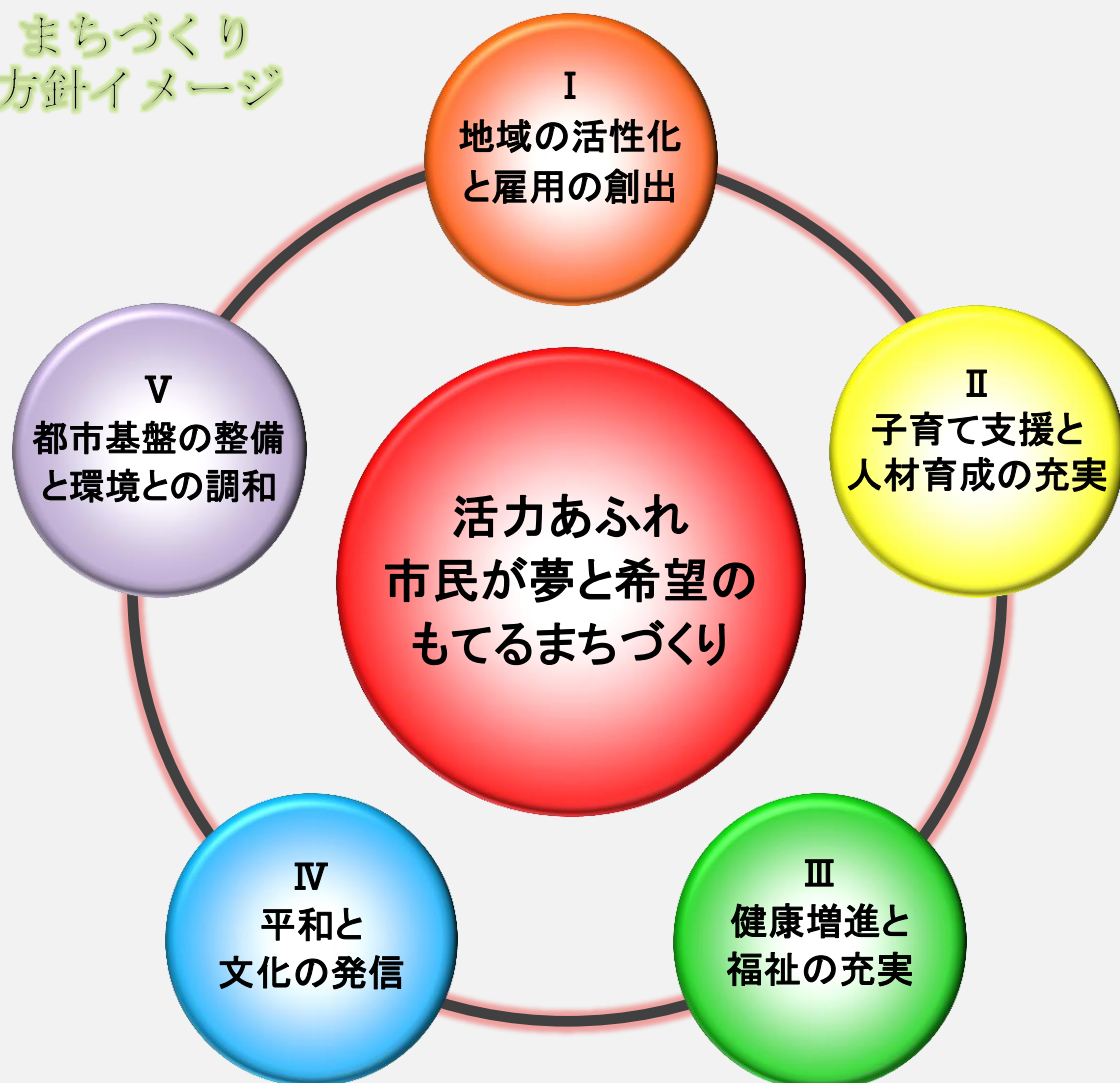 まちづくり
方針イメージ
Ⅰ
地域の活性化
と雇用の創出
Ⅱ
子育て支援と
人材育成の充実
Ⅲ
健康増進と
福祉の充実
Ⅳ
平和と
文化の発信
Ⅴ
都市基盤の整備
と環境との調和
活力あふれ
市民が夢と希望の
もてるまちづくり